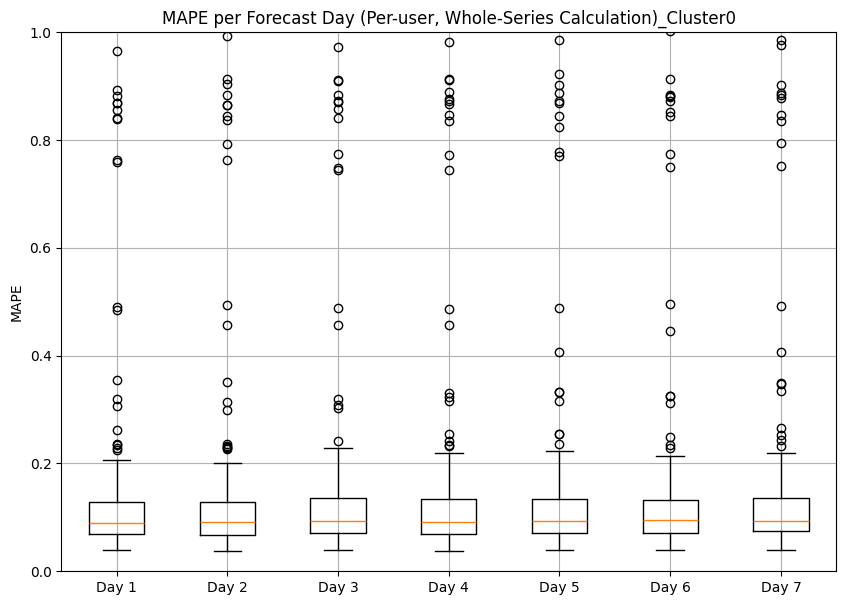 MAPE per Forecast Day (Per-user, Whole-Series Calculation)_Cluster0
1.0
0.8
0.6
0.4
0.2
0.0
MAPE
Day 1 Day 2 Day 3 Day 4 Day 5 Day 6 Day 7